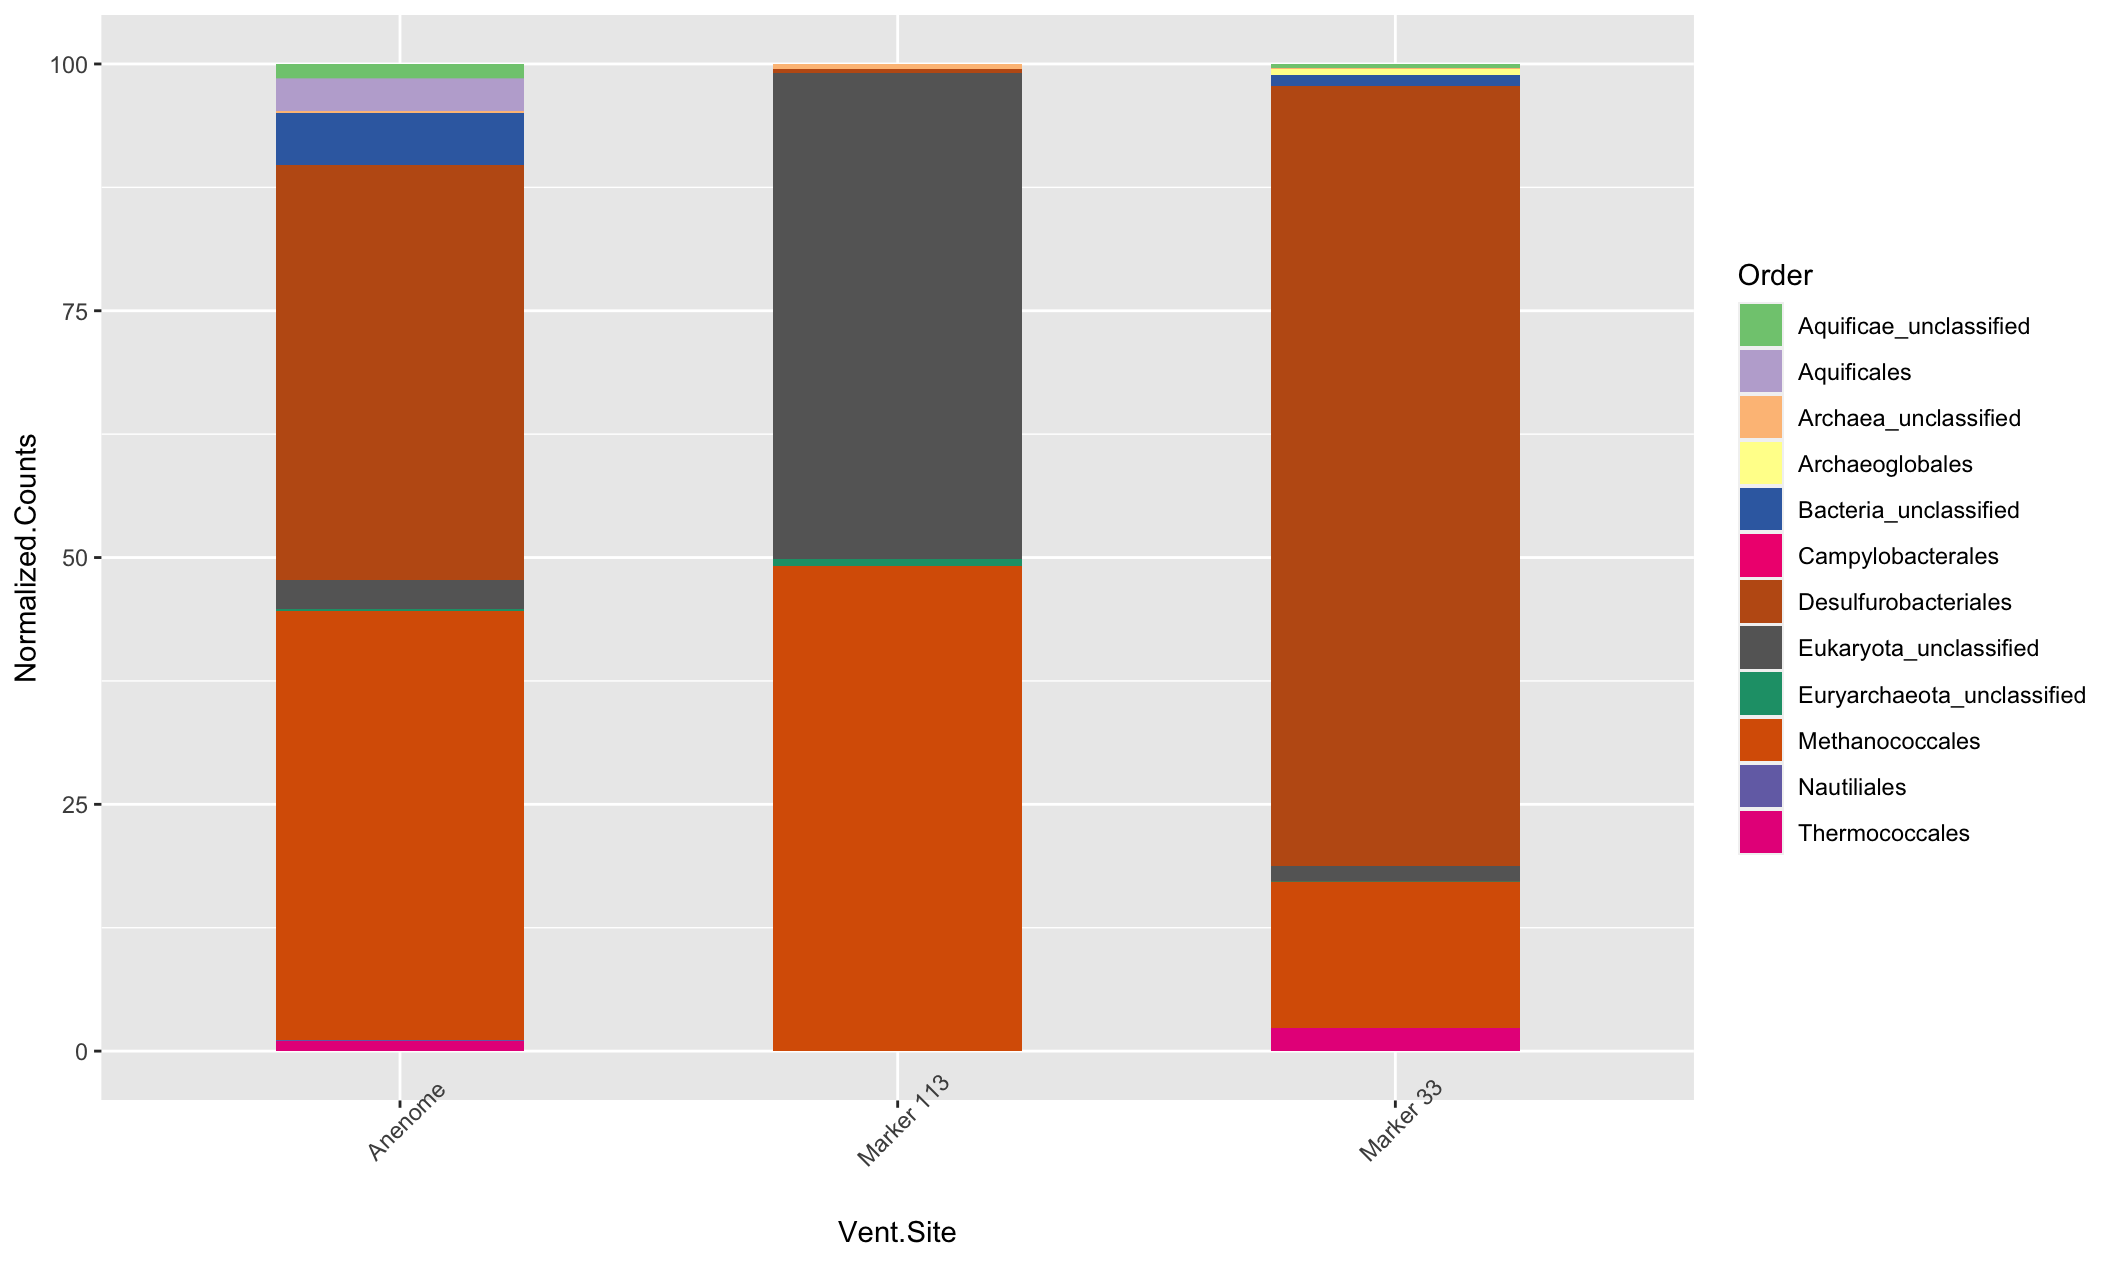 Normalized.Counts
100
75
50
25
0
Anenome
Marker 113
Marker 33
Vent.Site
Order
Aquificae_unclassified
Aquificales
Archaea_unclassified
Archaeoglobales
Bacteria_unclassified
Campylobacterales
Desulfurobacteriales
Eukaryota_unclassified
Euryarchaeota_unclassified
Methanococcales
Nautiliales
Thermococcales